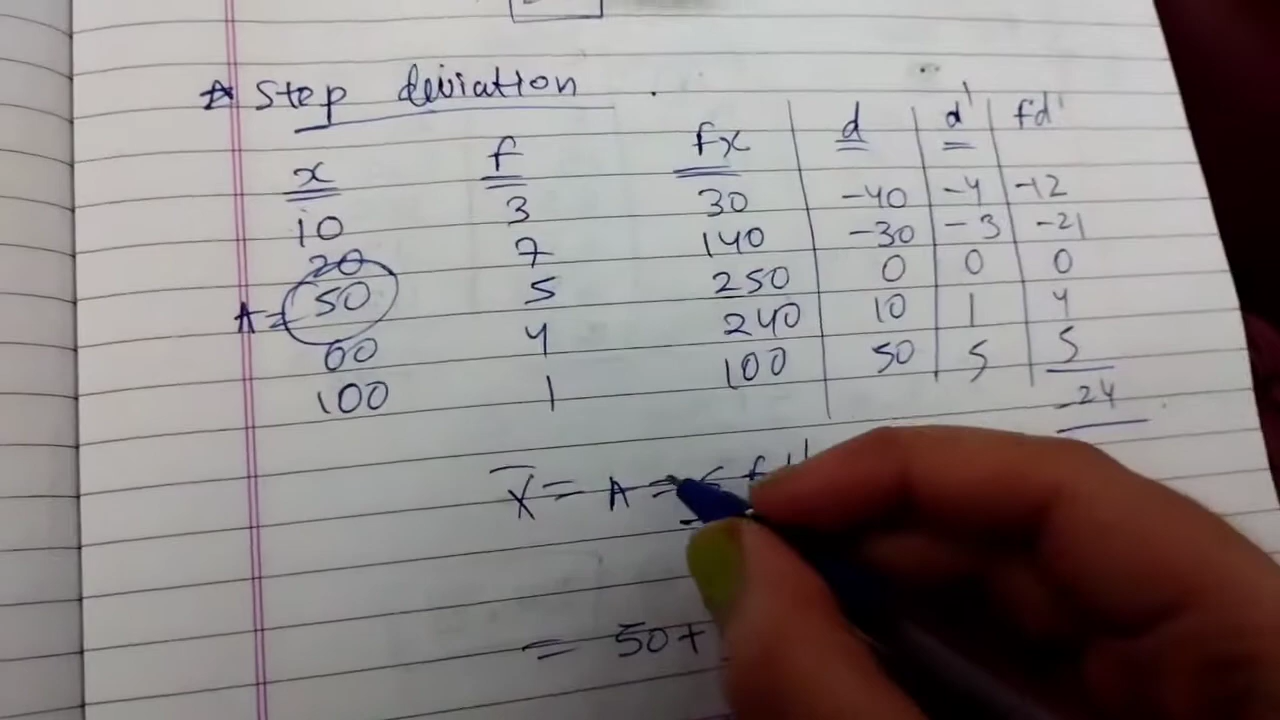 Step deviation
x f fx d d' fd'
10 3 30 -40 -4 -12
20 7 140 -30 -3 -21
A= 50 5 250 0 0 0
60 4 240 10 1 4
100 1 100 50 5 5
-24
X̄ = A = Σfd'
= 50+